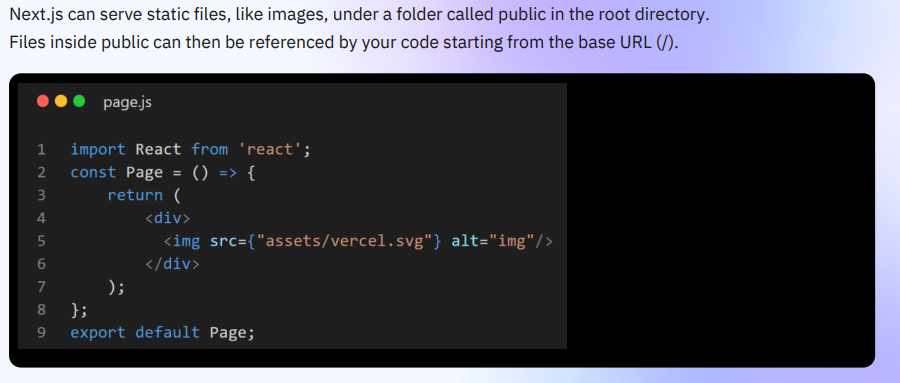 Next.js can serve static files, like images, under a folder called public in the root directory.
Files inside public can then be referenced by your code starting from the base URL (/).
page.js
1 import React from 'react';
2 const Page = () => {
3     return (
4         <div>
5           <img src={"assets/vercel.svg"} alt="img"/>
6         </div>
7     );
8 };
9 export default Page;